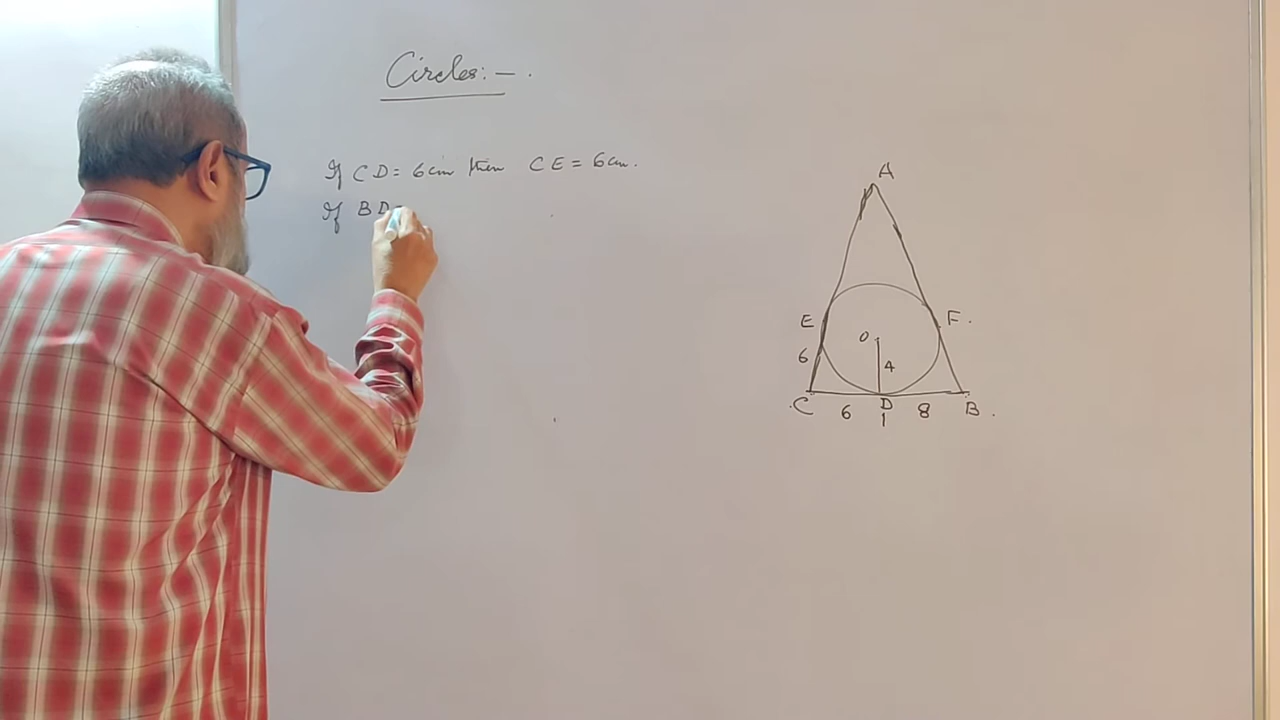 Circles:-.
If CD = 6cm then CE = 6cm.
If BD =
A
E
F.
O
6
4
C
6
D
8
B